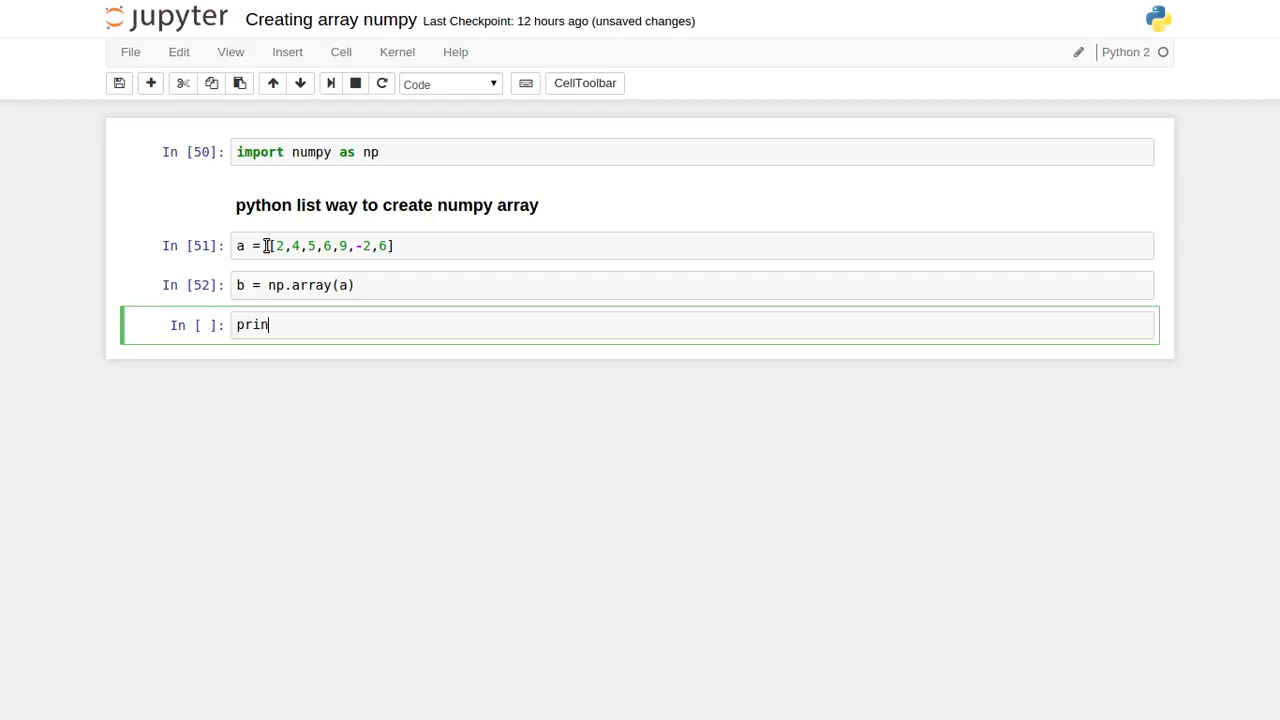 jupyter Creating array numpy Last Checkpoint: 12 hours ago (unsaved changes)
File Edit View Insert Cell Kernel Help Python 2
Code CellToolbar
In [50]: import numpy as np
python list way to create numpy array
In [51]: a = [2,4,5,6,9,-2,6]
In [52]: b = np.array(a)
In [ ]: prin